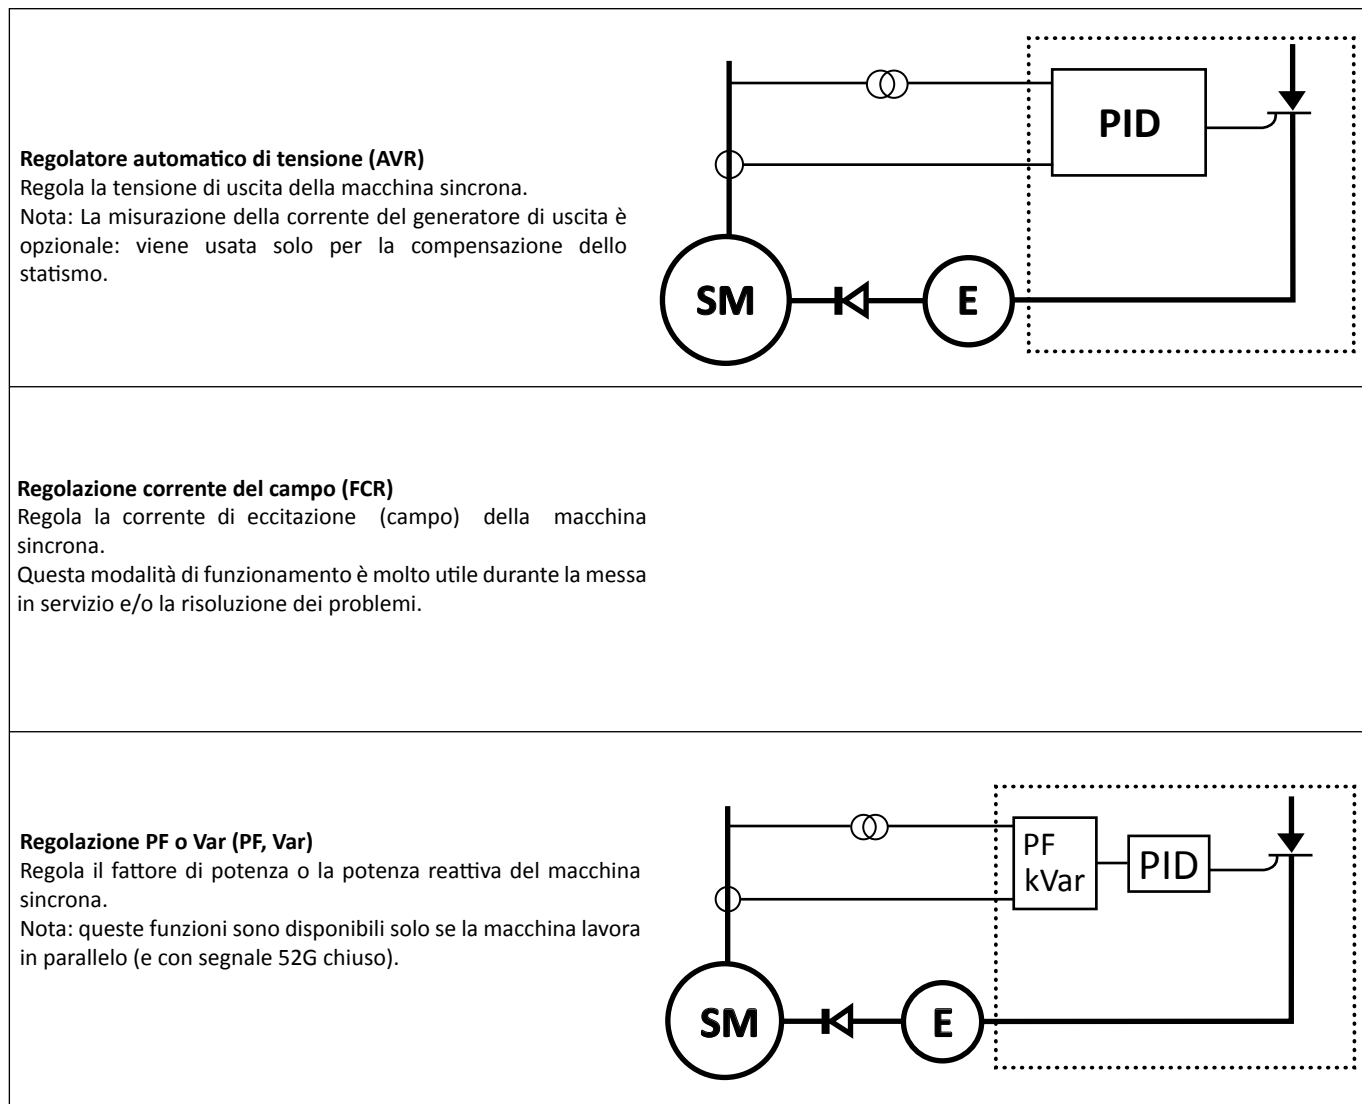 Regolatore automatico di tensione (AVR)
Regola la tensione di uscita della macchina sincrona.
Nota: La misurazione della corrente del generatore di uscita è
opzionale: viene usata solo per la compensazione dello
statismo.
PID
SM
E
Regolazione corrente del campo (FCR)
Regola la corrente di eccitazione (campo) della macchina
sincrona.
Questa modalità di funzionamento è molto utile durante la messa
in servizio e/o la risoluzione dei problemi.
Regolazione PF o Var (PF, Var)
Regola il fattore di potenza o la potenza reattiva del macchina
sincrona.
Nota: queste funzioni sono disponibili solo se la macchina lavora
in parallelo (e con segnale 52G chiuso).
PF
kVar
PID
SM
E